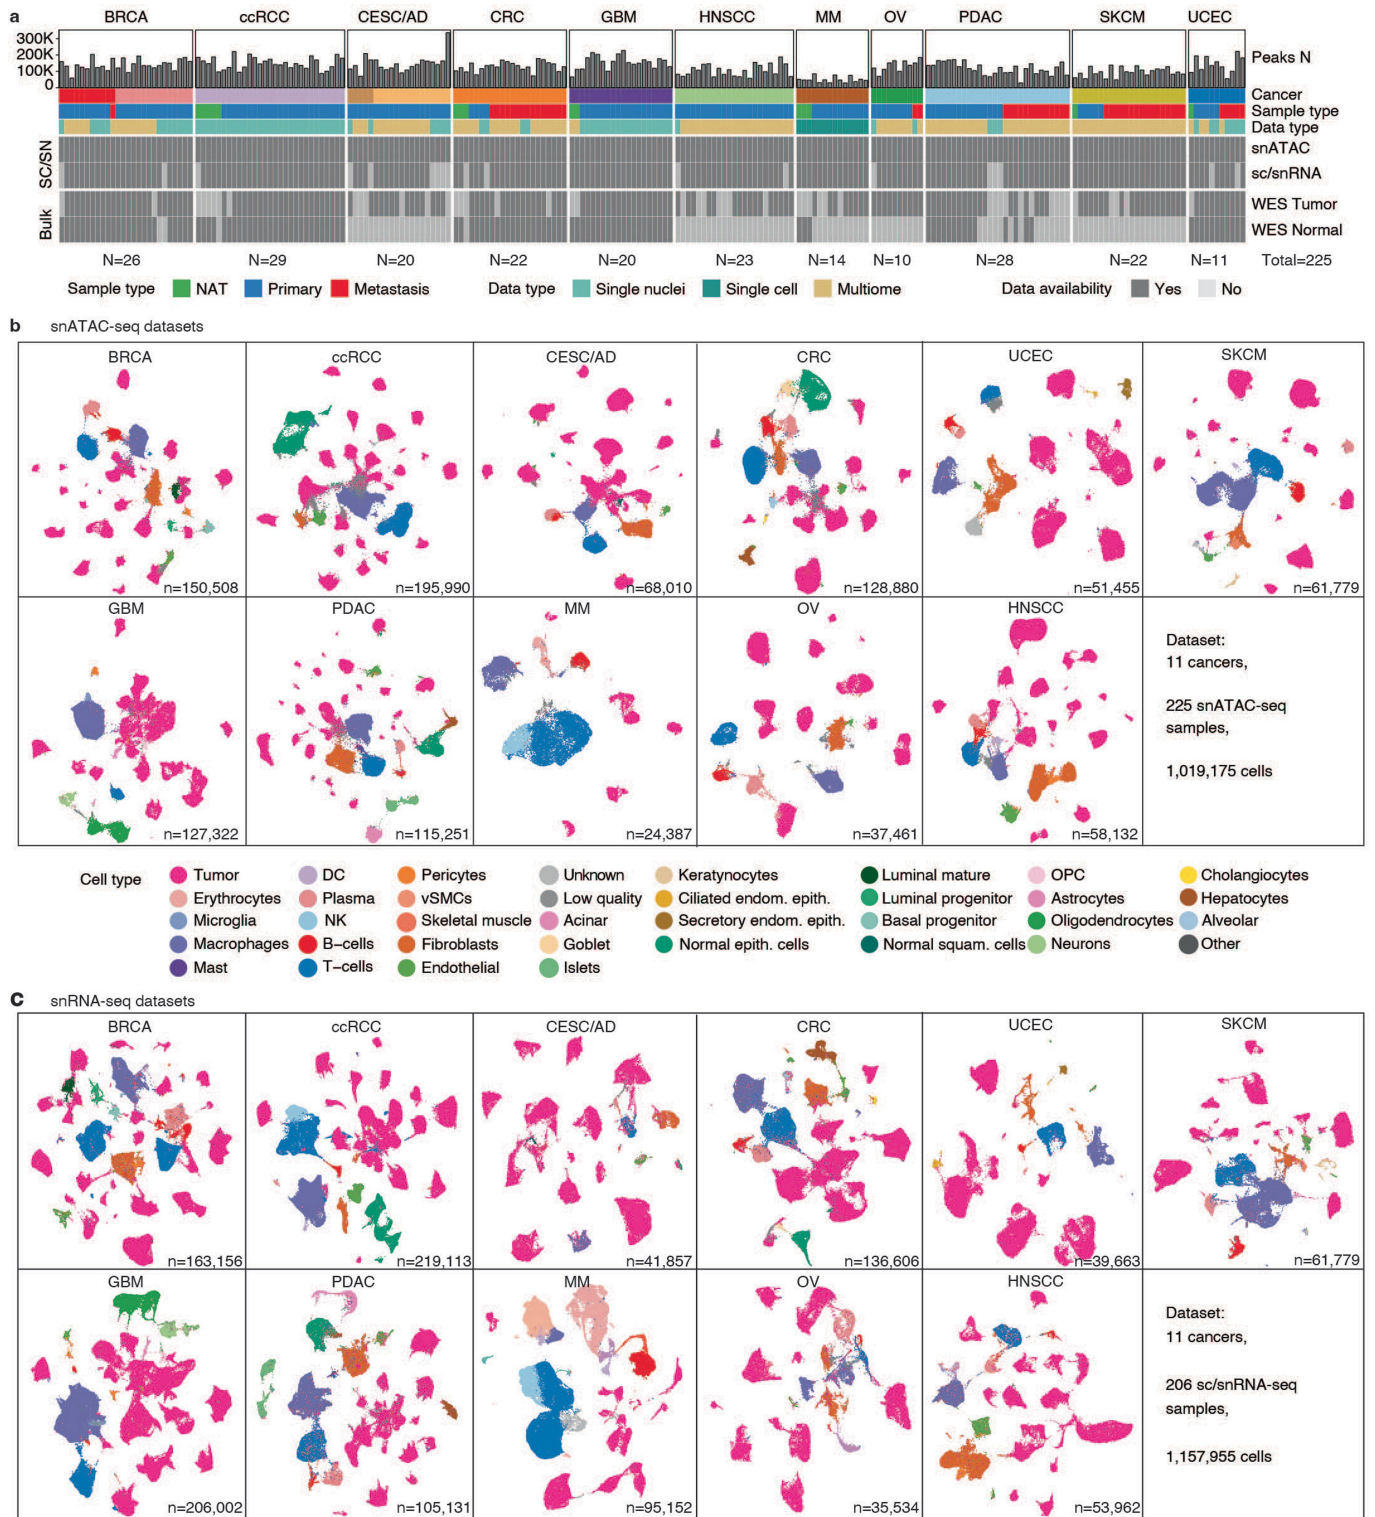 a
BRCA ccRCC CESC/AD CRC GBM HNSCC MM OV PDAC SKCM UCEC
300K
200K
100K
0
Peaks N
Cancer
Sample type
Data type
SC/SN
snATAC
sc/snRNA
Bulk
WES Tumor
WES Normal
N=26 N=29 N=20 N=22 N=20 N=23 N=14 N=10 N=28 N=22 N=11 Total=225
Sample type NAT Primary Metastasis Data type Single nuclei Single cell Multiome Data availability Yes No
b snATAC-seq datasets
BRCA ccRCC CESC/AD CRC UCEC SKCM
n=150,508 n=195,990 n=68,010 n=128,880 n=51,455 n=61,779
GBM PDAC MM OV HNSCC
Dataset:
11 cancers,
225 snATAC-seq
samples,
1,019,175 cells
n=127,322 n=115,251 n=24,387 n=37,461 n=58,132
Cell type
Tumor DC Pericytes Unknown Keratynocytes Luminal mature OPC Cholangiocytes
Erythrocytes Plasma vSMCs Low quality Ciliated endom. epith. Luminal progenitor Astrocytes Hepatocytes
Microglia NK Skeletal muscle Acinar Secretory endom. epith. Basal progenitor Oligodendrocytes Alveolar
Macrophages B-cells Fibroblasts Goblet Normal epith. cells Normal squam. cells Neurons Other
Mast T-cells Endothelial Islets
c snRNA-seq datasets
BRCA ccRCC CESC/AD CRC UCEC SKCM
n=163,156 n=219,113 n=41,857 n=136,606 n=39,663 n=61,779
GBM PDAC MM OV HNSCC
Dataset:
11 cancers,
206 sc/snRNA-seq
samples,
1,157,955 cells
n=206,002 n=105,131 n=95,152 n=35,534 n=53,962